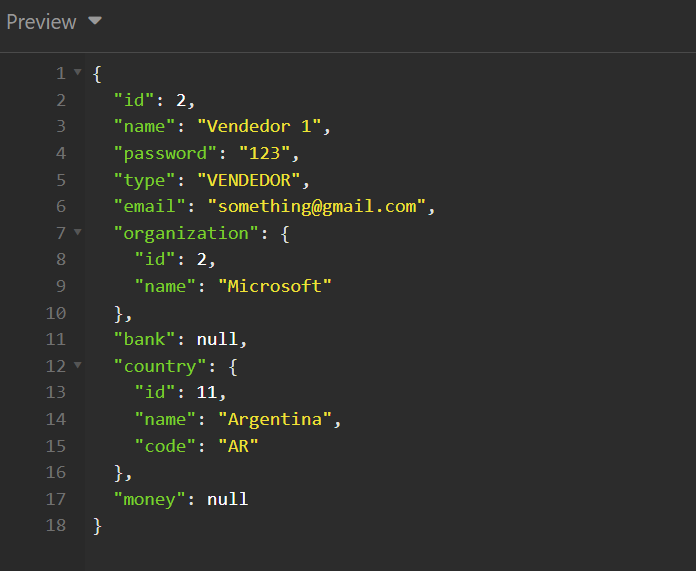 Preview
1 {
2 "id": 2,
3 "name": "Vendedor 1",
4 "password": "123",
5 "type": "VENDEDOR",
6 "email": "something@gmail.com",
7 "organization": {
8 "id": 2,
9 "name": "Microsoft"
10 },
11 "bank": null,
12 "country": {
13 "id": 11,
14 "name": "Argentina",
15 "code": "AR"
16 },
17 "money": null
18 }